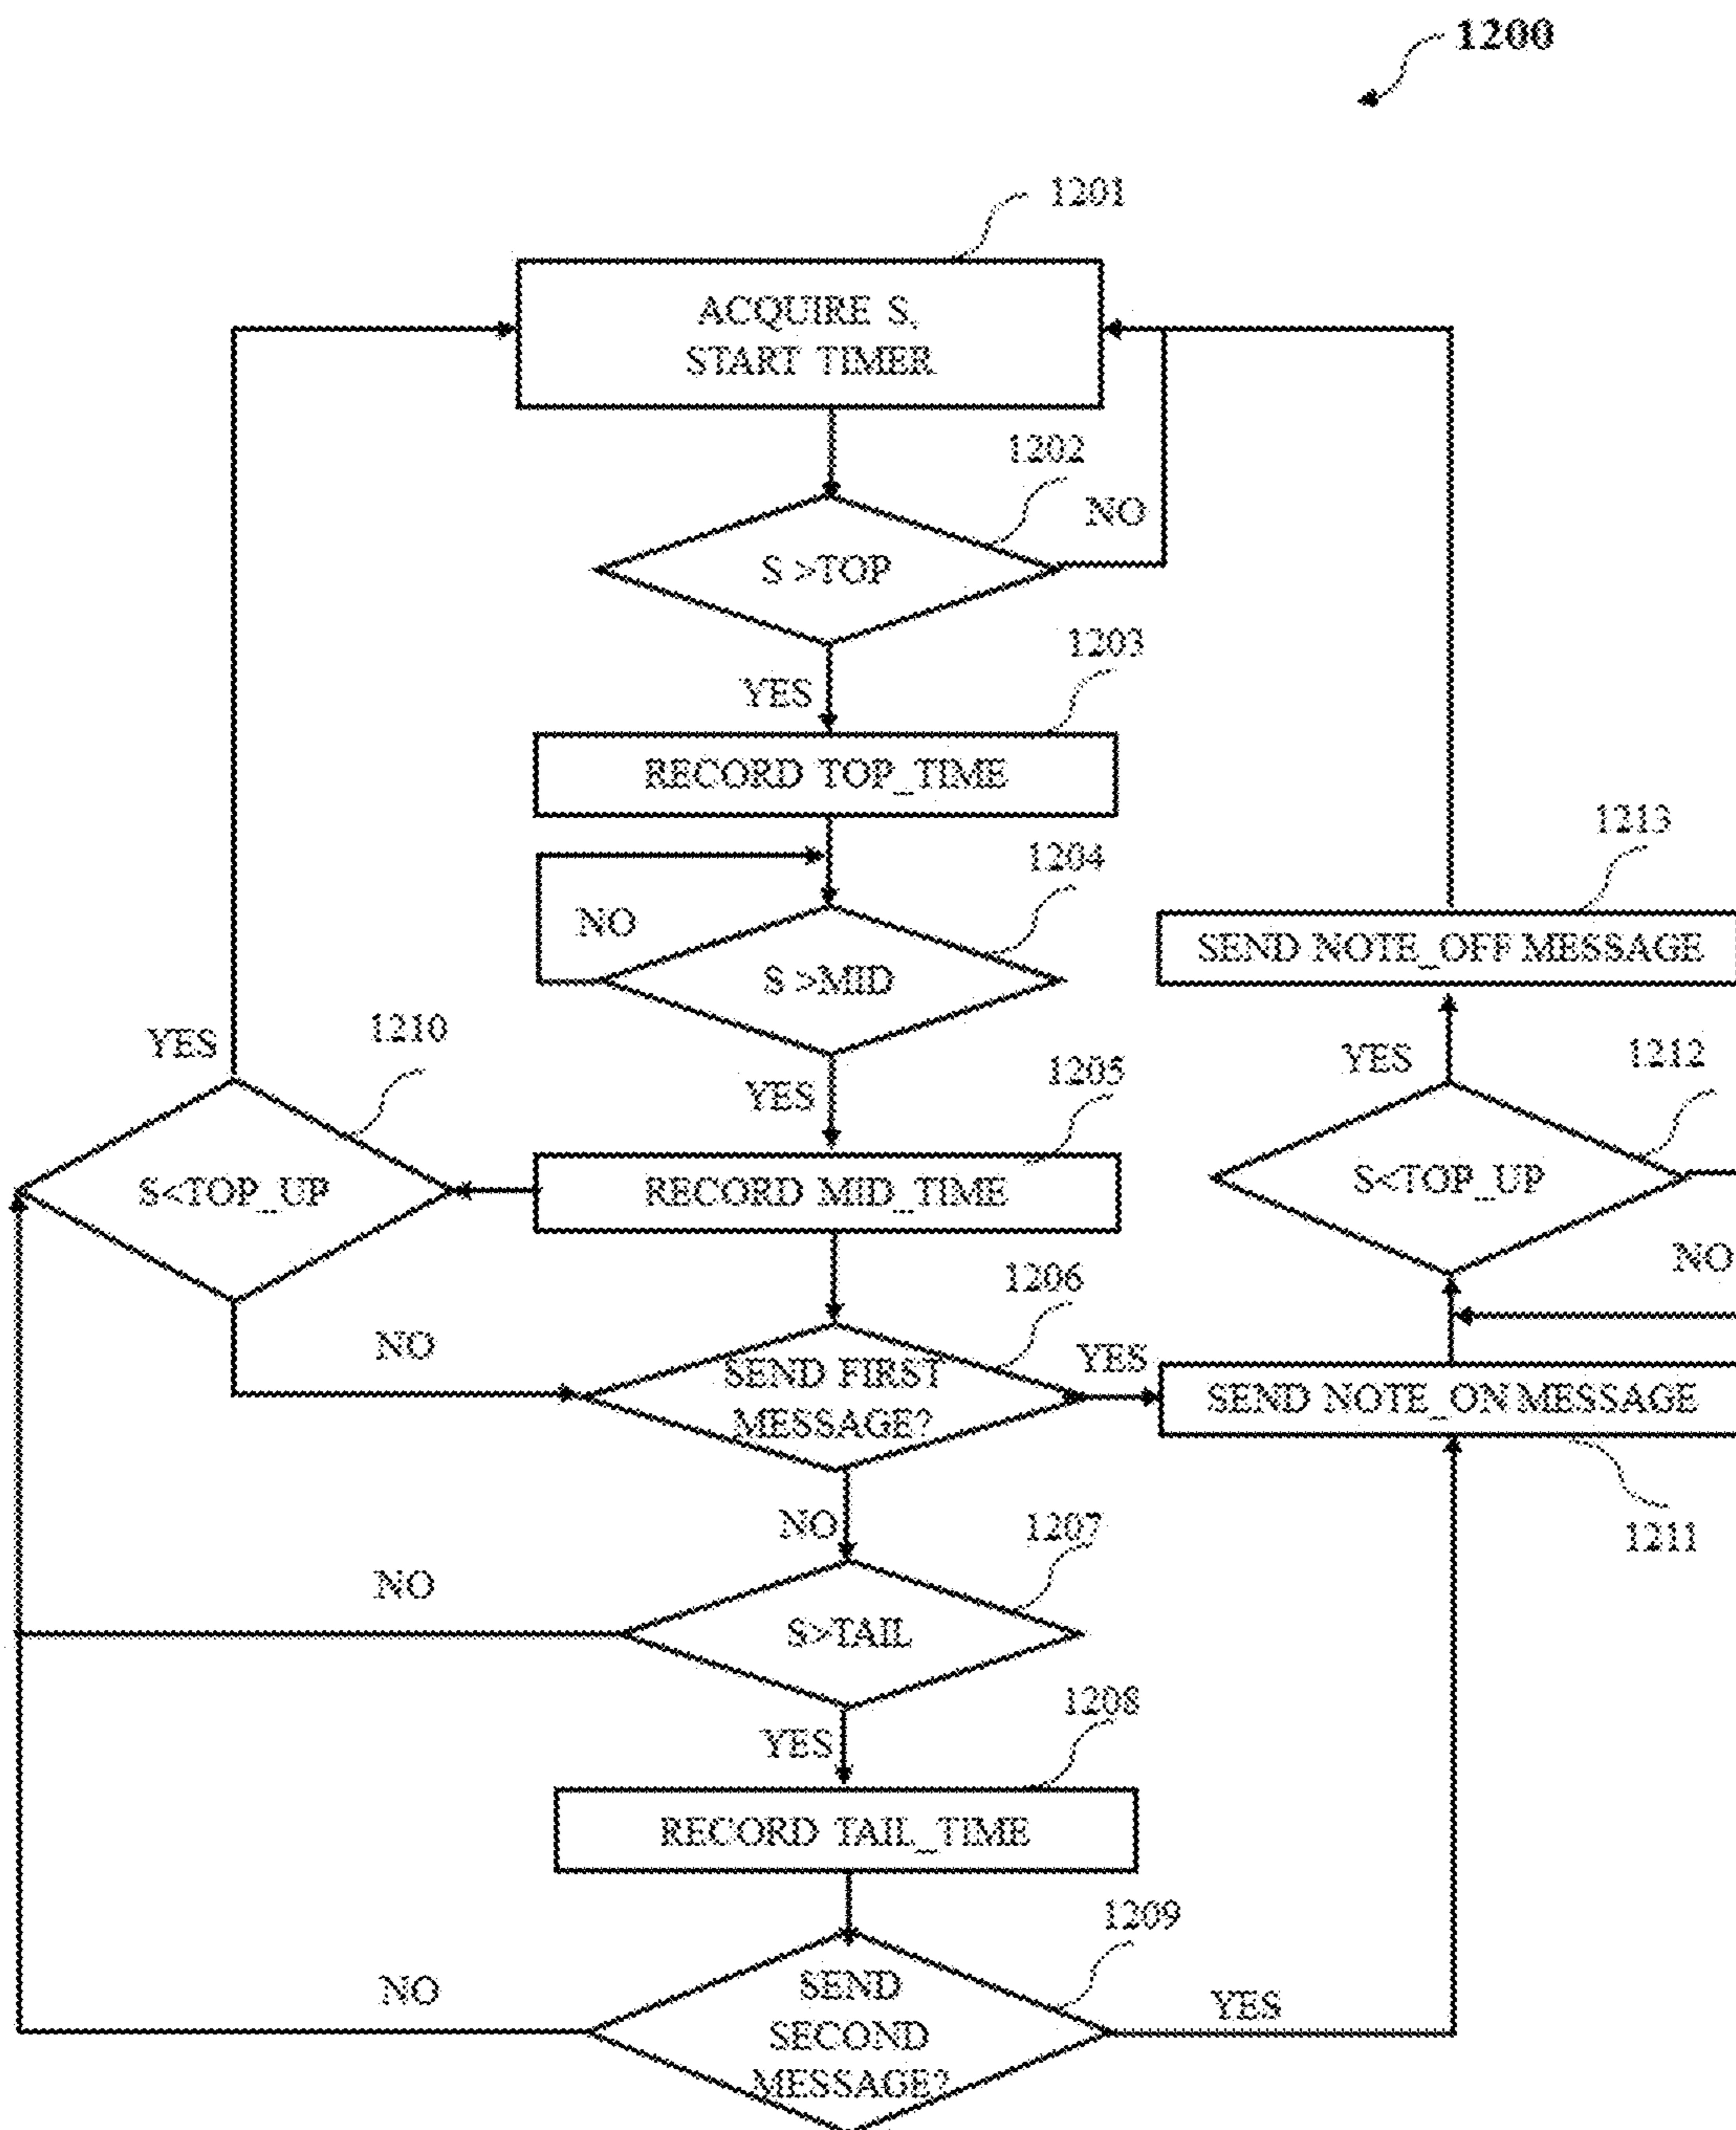 1200
1201
ACQUIRE S,
START TIMER
1202
NO
S >TOP
1203
YES
RECORD TOP_TIME
1213
1204
NO
SEND NOTE_OFF MESSAGE
S >MID
YES
1210
YES
1212
1205
YES
S<TOP_UP
RECORD MID_TIME
S<TOP_UP
NO
1206
NO
YES
SEND FIRST
MESSAGE?
SEND NOTE_ON MESSAGE
1211
NO
1207
NO
S>TAIL
1208
YES
RECORD TAIL_TIME
1209
NO
SEND
SECOND
MESSAGE?
YES